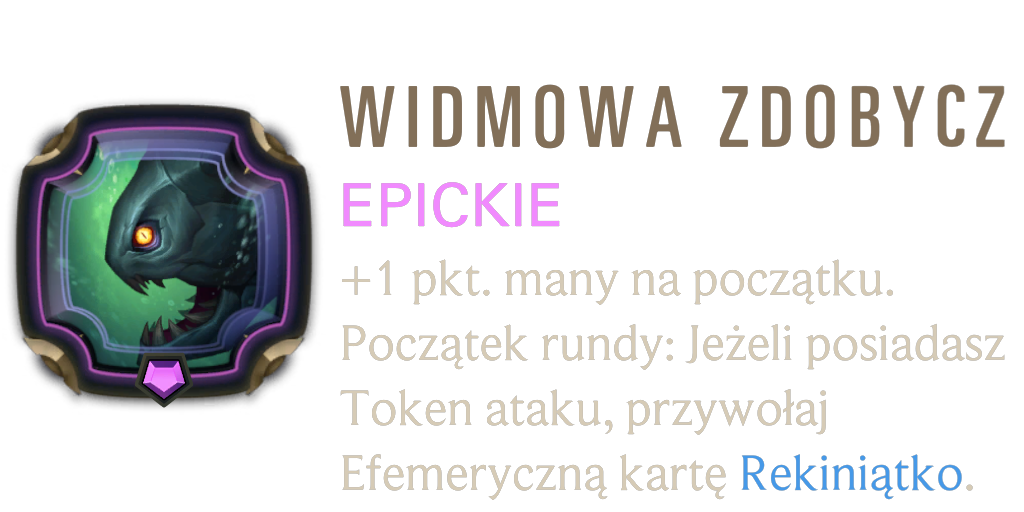 WIDMOWA ZDOBYCZ
EPICKIE
+1 pkt. many na początku.
Początek rundy: Jeżeli posiadasz
Token ataku, przywołaj
Efemeryczną kartę Rekiniątko.